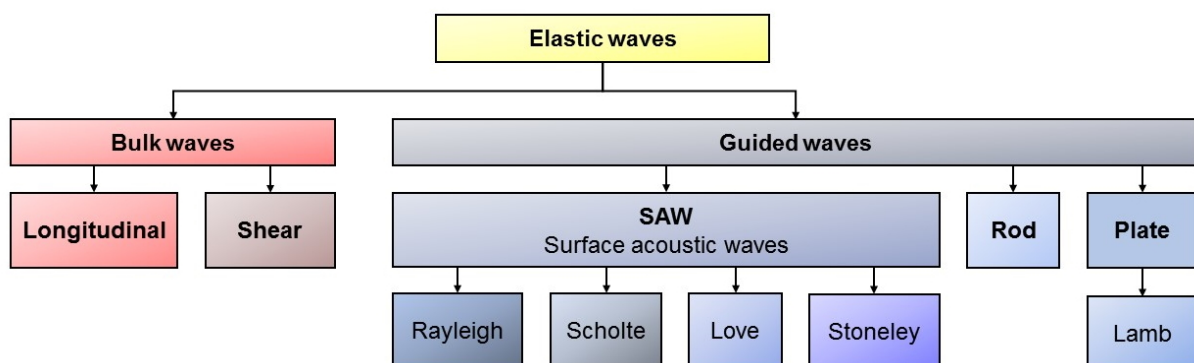 Elastic waves
Bulk waves
Guided waves
Longitudinal
Shear
SAW
Surface acoustic waves
Rod
Plate
Rayleigh
Scholte
Love
Stoneley
Lamb